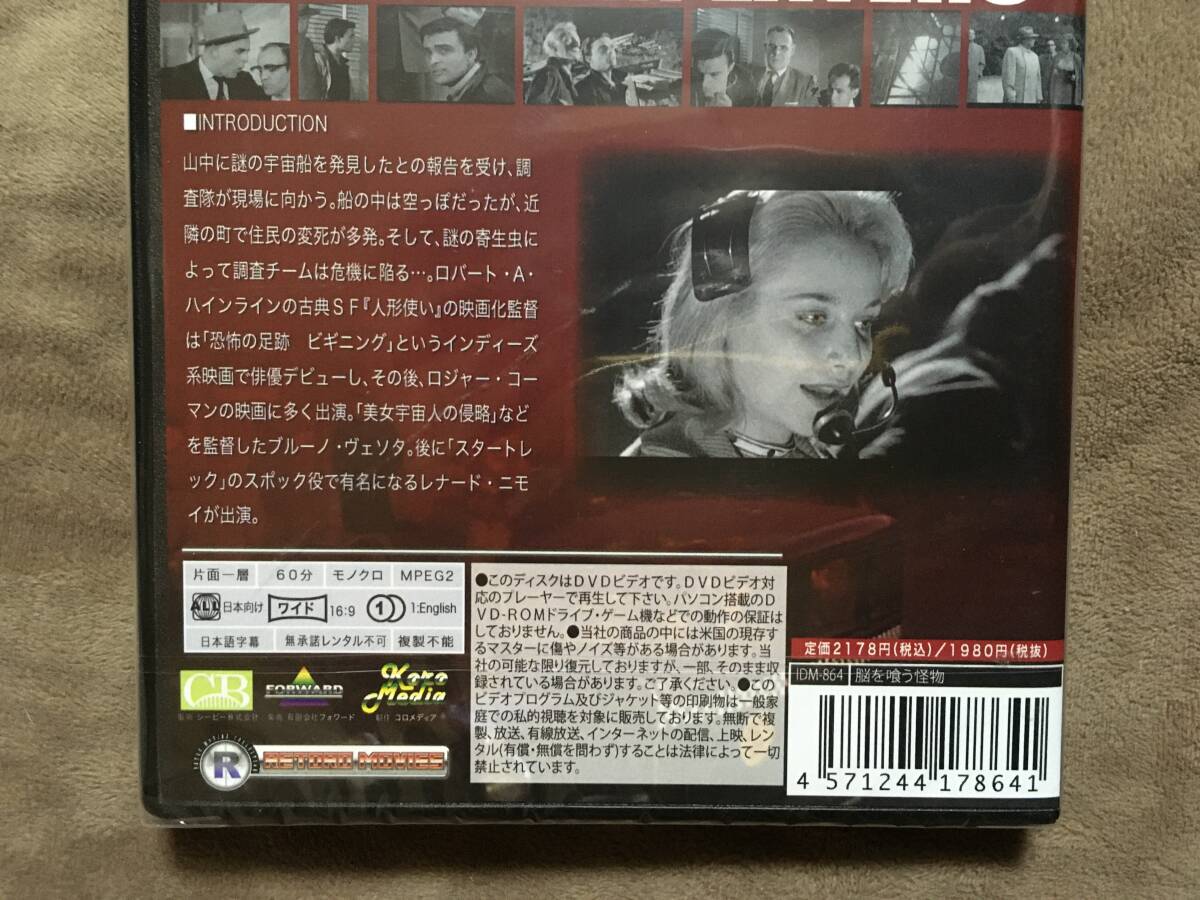 ■INTRODUCTION
山中に謎の宇宙船を発見したとの報告を受け、調
査隊が現場に向かう。船の中は空っぽだったが、近
隣の町で住民の変死が多発。そして、謎の寄生虫に
よって調査チームは危機に陥る…。ロバート・A・
ハインラインの古典SF『人形使い』の映画化監督
は「恐怖の足跡　ビギニング」というインディーズ
系映画で俳優デビューし、その後、ロジャー・コー
マンの映画に多く出演。「美女宇宙人の侵略」など
を監督したブルーノ・ヴェソタ。後に「スタートレ
ック」のスポック役で有名になるレナード・ニモ
イが出演。
片面一層 60分 モノクロ MPEG2
ALL 日本向け ワイド 16:9 1 1:English
日本語字幕 無承諾レンタル不可 複製不能
●このディスクはDVDビデオです。DVDビデオ対
応のプレーヤーで再生して下さい。パソコン搭載のD
VD-ROMドライブ・ゲーム機などでの動作の保証は
しておりません。●当社の商品の中には米国の現存す
るマスターに傷やノイズ等がある場合があります。当
社の可能な限り復元しておりますが、一部、そのまま収
録されている場合があります。ご了承ください。●この
ビデオプログラム及びジャケット等の印刷物は一般家
庭での私的視聴を対象に販売しております。無断で複
製、放送、有線放送、インターネットの配信、上映、レン
タル(有償・無償を問わず)することは法律によって一切
禁止されています。
定価2178円(税込)/1980円(税抜)
IDM-864 脳を喰う怪物
4 571244 178641
CB FORWARD Koro Media
シービー株式会社 有限会社フォワード 制作 コロメディア
R RETORO MOVIES